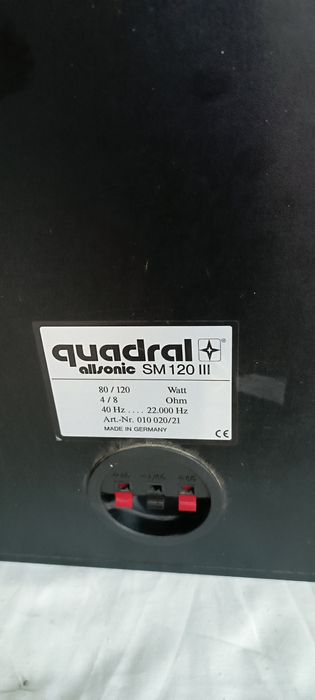 quadral ®
allsonic SM 120 III
80 / 120 Watt
4 / 8 Ohm
40 Hz .... 22.000 Hz
Art.-Nr. 010 020/21
MADE IN GERMANY CE